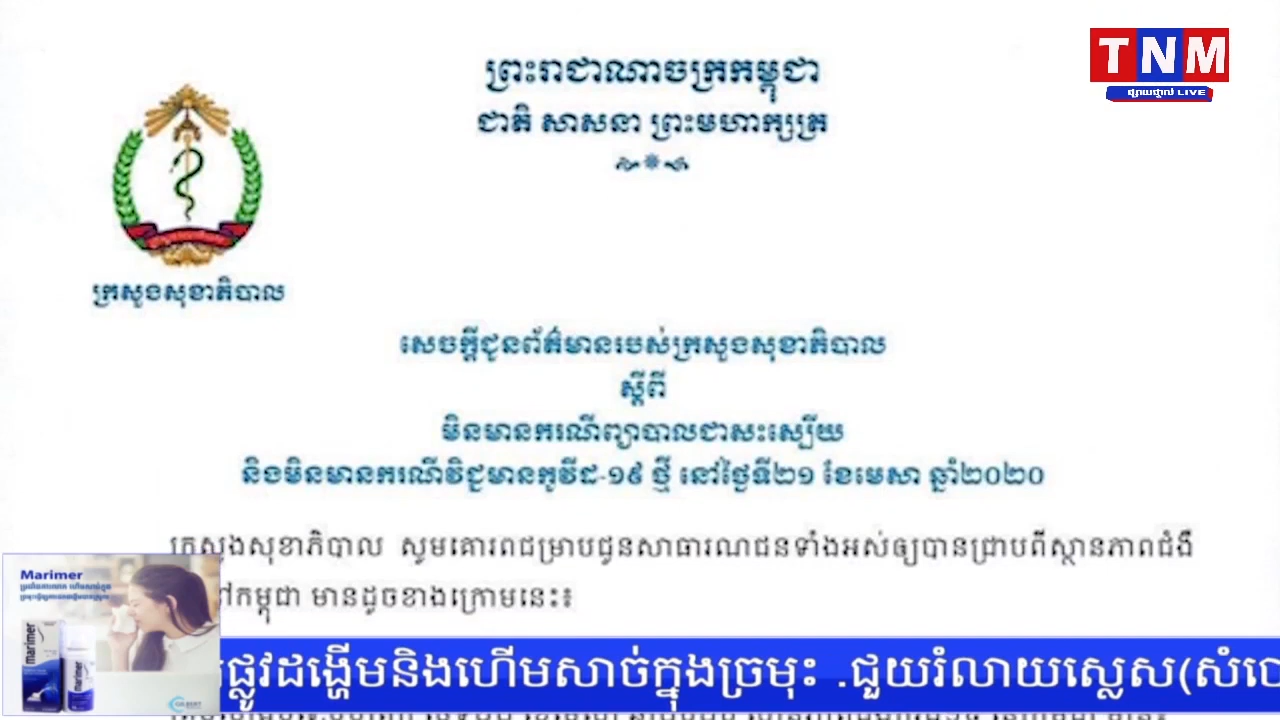 ព្រះរាជាណាចក្រកម្ពុជា
ជាតិ សាសនា ព្រះមហាក្សត្រ
TNM
ផ្សាយផ្ទាល់ LIVE
ក្រសួងសុខាភិបាល
សេចក្តីជូនព័ត៌មានរបស់ក្រសួងសុខាភិបាល
ស្តីពី
មិនមានករណីព្យាបាលជាសះស្បើយ
និងមិនមានករណីវិជ្ជមានកូវីដ-១៩ ថ្មី នៅថ្ងៃទី២១ ខែមេសា ឆ្នាំ២០២០
ក្រសួងសុខាភិបាល សូមគោរពជម្រាបជូនសាធារណជនទាំងអស់ឲ្យបានជ្រាបពីស្ថានភាពជំងឺ
កម្ពុជា មានដូចខាងក្រោមនេះ៖
Marimer
marimer
marimer
GILBERT
ផ្លូវដង្ហើមនិងហើមសាច់ក្នុងច្រមុះ .ជួយរំលាយស្លេស(សំបោ